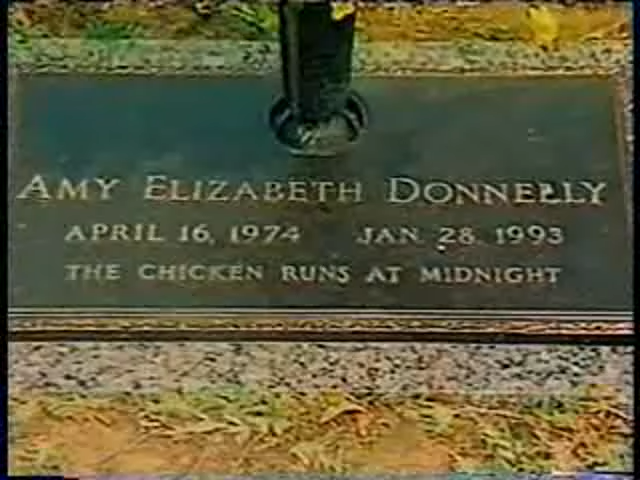 AMY ELIZABETH DONNELLY
APRIL 16, 1974 JAN. 28. 1993
THE CHICKEN RUNS AT MIDNIGHT